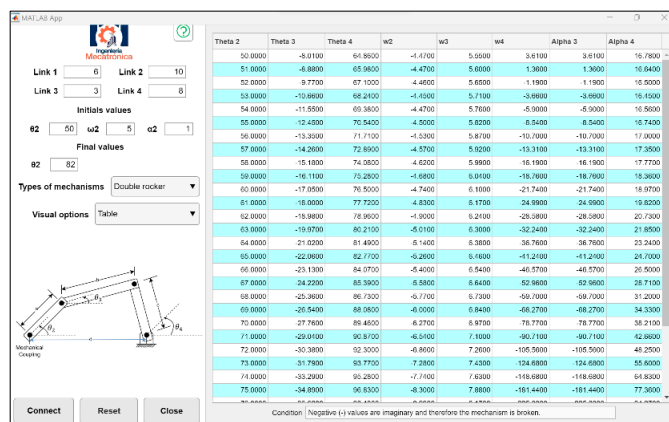 MATLAB App
Ingeniería
Mecatrónica
Link 1 6 Link 2 10
Link 3 3 Link 4 8
Initials values
θ2 50 ω2 5 α2 1
Final values
θ2 82
Types of mechanisms Double rocker
Visual options Table
Mechanical
Coupling
Connect Reset Close
Theta 2 Theta 3 Theta 4 w2 w3 w4 Alpha 3 Alpha 4
50.0000 -8.0100 64.8600 -4.4700 5.5500 3.6100 3.6100 16.7800
51.0000 -8.8800 65.9800 -4.4700 5.6000 1.3600 1.3600 16.6400
52.0000 -9.7700 67.1000 -4.4600 5.6500 -1.1900 -1.1900 16.5000
53.0000 -10.6600 68.2400 -4.4500 5.7100 -3.6600 -3.6600 16.4500
54.0000 -11.5500 69.3800 -4.4700 5.7600 -5.9000 -5.9000 16.5600
55.0000 -12.4500 70.5400 -4.5000 5.8200 -8.5400 -8.5400 16.7400
56.0000 -13.3500 71.7100 -4.5300 5.8700 -10.7000 -10.7000 17.0000
57.0000 -14.2600 72.8900 -4.5700 5.9200 -13.3100 -13.3100 17.3500
58.0000 -15.1800 74.0800 -4.6200 5.9900 -16.1900 -16.1900 17.7700
59.0000 -16.1100 75.2800 -4.6800 6.0400 -18.7600 -18.7600 18.3600
60.0000 -17.0500 76.5000 -4.7400 6.1000 -21.7400 -21.7400 18.9700
61.0000 -18.0000 77.7200 -4.8300 6.1700 -24.9900 -24.9900 19.8200
62.0000 -18.9800 78.9600 -4.9000 6.2400 -28.5800 -28.5800 20.7300
63.0000 -19.9700 80.2100 -5.0100 6.3000 -32.2400 -32.2400 21.8500
64.0000 -21.0200 81.4900 -5.1400 6.3800 -36.7600 -36.7600 23.2400
65.0000 -22.0600 82.7700 -5.2600 6.4600 -41.2400 -41.2400 24.7000
66.0000 -23.1300 84.0700 -5.4000 6.5400 -46.5700 -46.5700 26.5000
67.0000 -24.2200 85.3900 -5.5800 6.6400 -52.9600 -52.9600 28.7100
68.0000 -25.3600 86.7300 -5.7700 6.7300 -59.7000 -59.7000 31.2000
69.0000 -26.5400 88.0800 -6.0000 6.8400 -68.2700 -68.2700 34.3300
70.0000 -27.7600 89.4600 -6.2700 6.9700 -78.7700 -78.7700 38.2100
71.0000 -29.0400 90.8700 -6.5400 7.1000 -90.7100 -90.7100 42.6600
72.0000 -30.3800 92.3000 -6.8600 7.2600 -105.5600 -105.5600 48.2500
73.0000 -31.7900 93.7700 -7.2800 7.4300 -124.6800 -124.6800 55.6000
74.0000 -33.2900 95.2800 -7.7400 7.6300 -148.6800 -148.6800 64.8300
75.0000 -34.8900 96.8300 -8.3000 7.8800 -181.4400 -181.4400 77.3600
Condition Negative (-) values are imaginary and therefore the mechanism is broken.